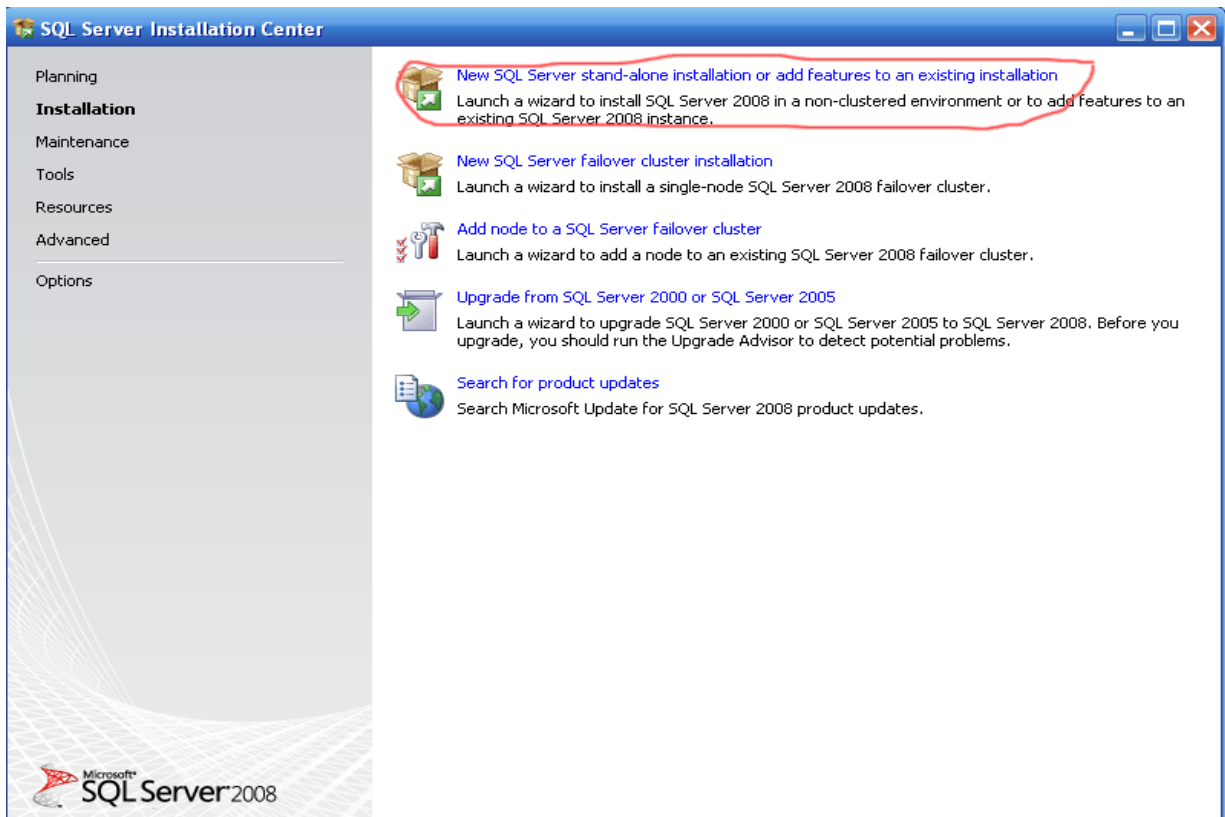 SQL Server Installation Center
Planning
Installation
Maintenance
Tools
Resources
Advanced
Options
New SQL Server stand-alone installation or add features to an existing installation
Launch a wizard to install SQL Server 2008 in a non-clustered environment or to add features to an
existing SQL Server 2008 instance.
New SQL Server failover cluster installation
Launch a wizard to install a single-node SQL Server 2008 failover cluster.
Add node to a SQL Server failover cluster
Launch a wizard to add a node to an existing SQL Server 2008 failover cluster.
Upgrade from SQL Server 2000 or SQL Server 2005
Launch a wizard to upgrade SQL Server 2000 or SQL Server 2005 to SQL Server 2008. Before you
upgrade, you should run the Upgrade Advisor to detect potential problems.
Search for product updates
Search Microsoft Update for SQL Server 2008 product updates.
Microsoft
SQL Server 2008